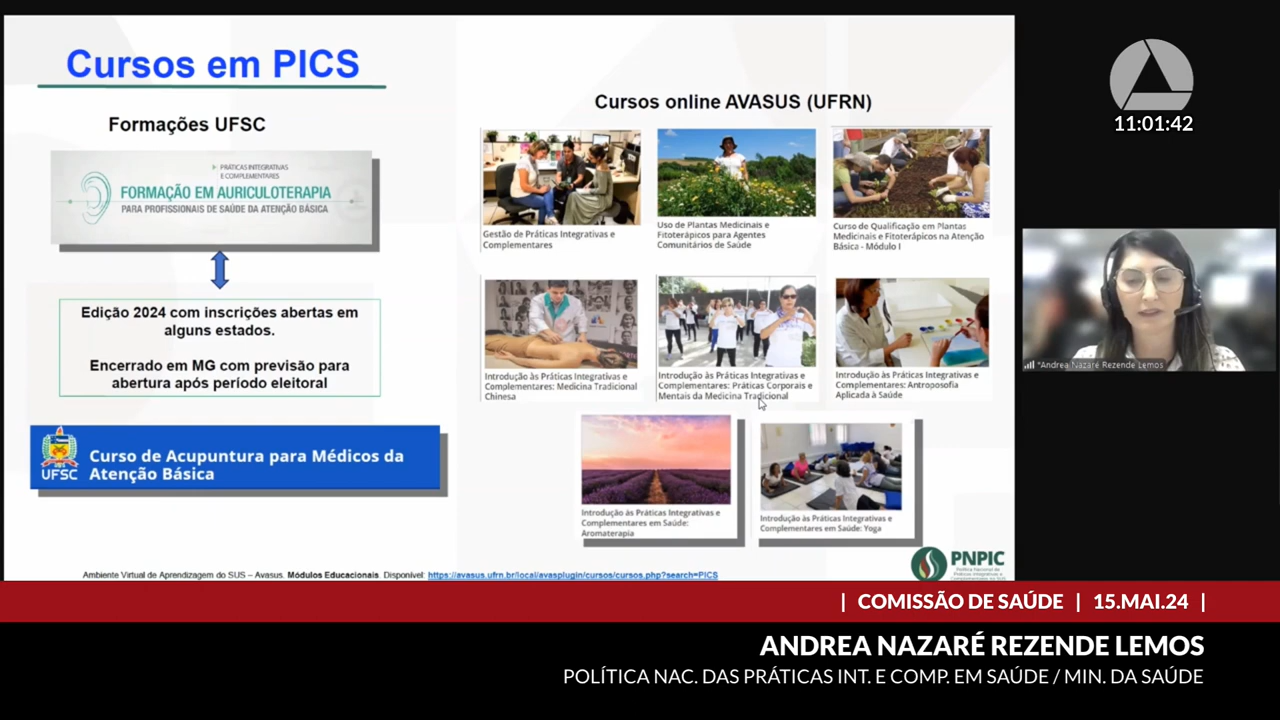 Cursos em PICS
Formações UFSC
PRÁTICAS INTEGRATIVAS
E COMPLEMENTARES
FORMAÇÃO EM AURICULOTERAPIA
PARA PROFISSIONAIS DE SAÚDE DA ATENÇÃO BÁSICA
Edição 2024 com inscrições abertas em
alguns estados.
Encerrado em MG com previsão para
abertura após período eleitoral
UFSC
Curso de Acupuntura para Médicos da
Atenção Básica
Cursos online AVASUS (UFRN)
Gestão de Práticas Integrativas e
Complementares
Uso de Plantas Medicinais e
Fitoterápicos para Agentes
Comunitários de Saúde
Curso de Qualificação em Plantas
Medicinais e Fitoterápicos na Atenção
Básica - Módulo I
Introdução às Práticas Integrativas e
Complementares: Medicina Tradicional
Chinesa
Introdução às Práticas Integrativas e
Complementares: Práticas Corporais e
Mentais da Medicina Tradicional
Introdução às Práticas Integrativas e
Complementares: Antroposofia
Aplicada à Saúde
Introdução às Práticas Integrativas e
Complementares em Saúde:
Aromaterapia
Introdução às Práticas Integrativas e
Complementares em Saúde: Yoga
Ambiente Virtual de Aprendizagem do SUS – Avasus. Módulos Educacionais. Disponível: https://avasus.ufrn.br/local/avasplugin/cursos/cursos.php?search=PICS
PNPIC
Política Nacional de
Práticas Integrativas e
Complementares no SUS
11:01:42
*Andrea Nazaré Rezende Lemos
| COMISSÃO DE SAÚDE | 15.MAI.24 |
ANDREA NAZARÉ REZENDE LEMOS
POLÍTICA NAC. DAS PRÁTICAS INT. E COMP. EM SAÚDE / MIN. DA SAÚDE